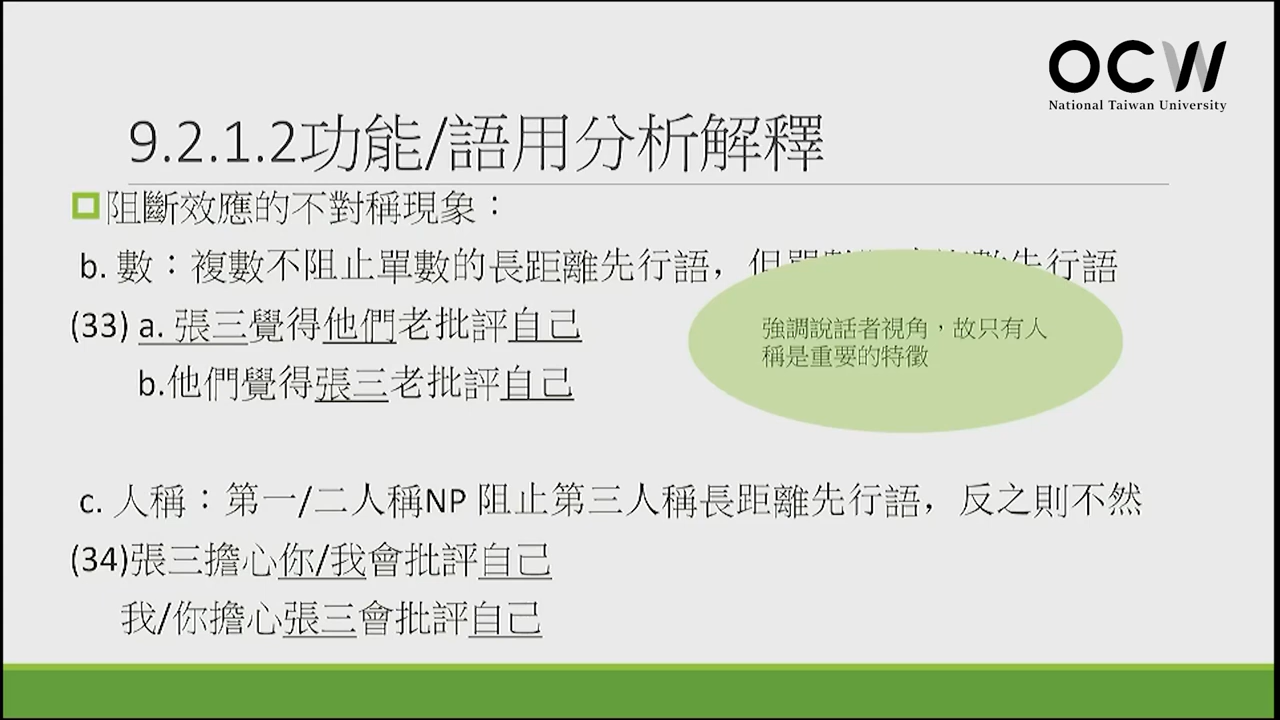 OCW
National Taiwan University
9.2.1.2功能/語用分析解釋
阻斷效應的不對稱現象：
b. 數：複數不阻止單數的長距離先行語，但單數 先行語
強調說話者視角，故只有人
稱是重要的特徵
(33) a. 張三覺得他們老批評自己
b.他們覺得張三老批評自己
c. 人稱： 第一/二人稱NP 阻止第三人稱長距離先行語，反之則不然
(34)張三擔心你/我會批評自己
我/你擔心張三會批評自己